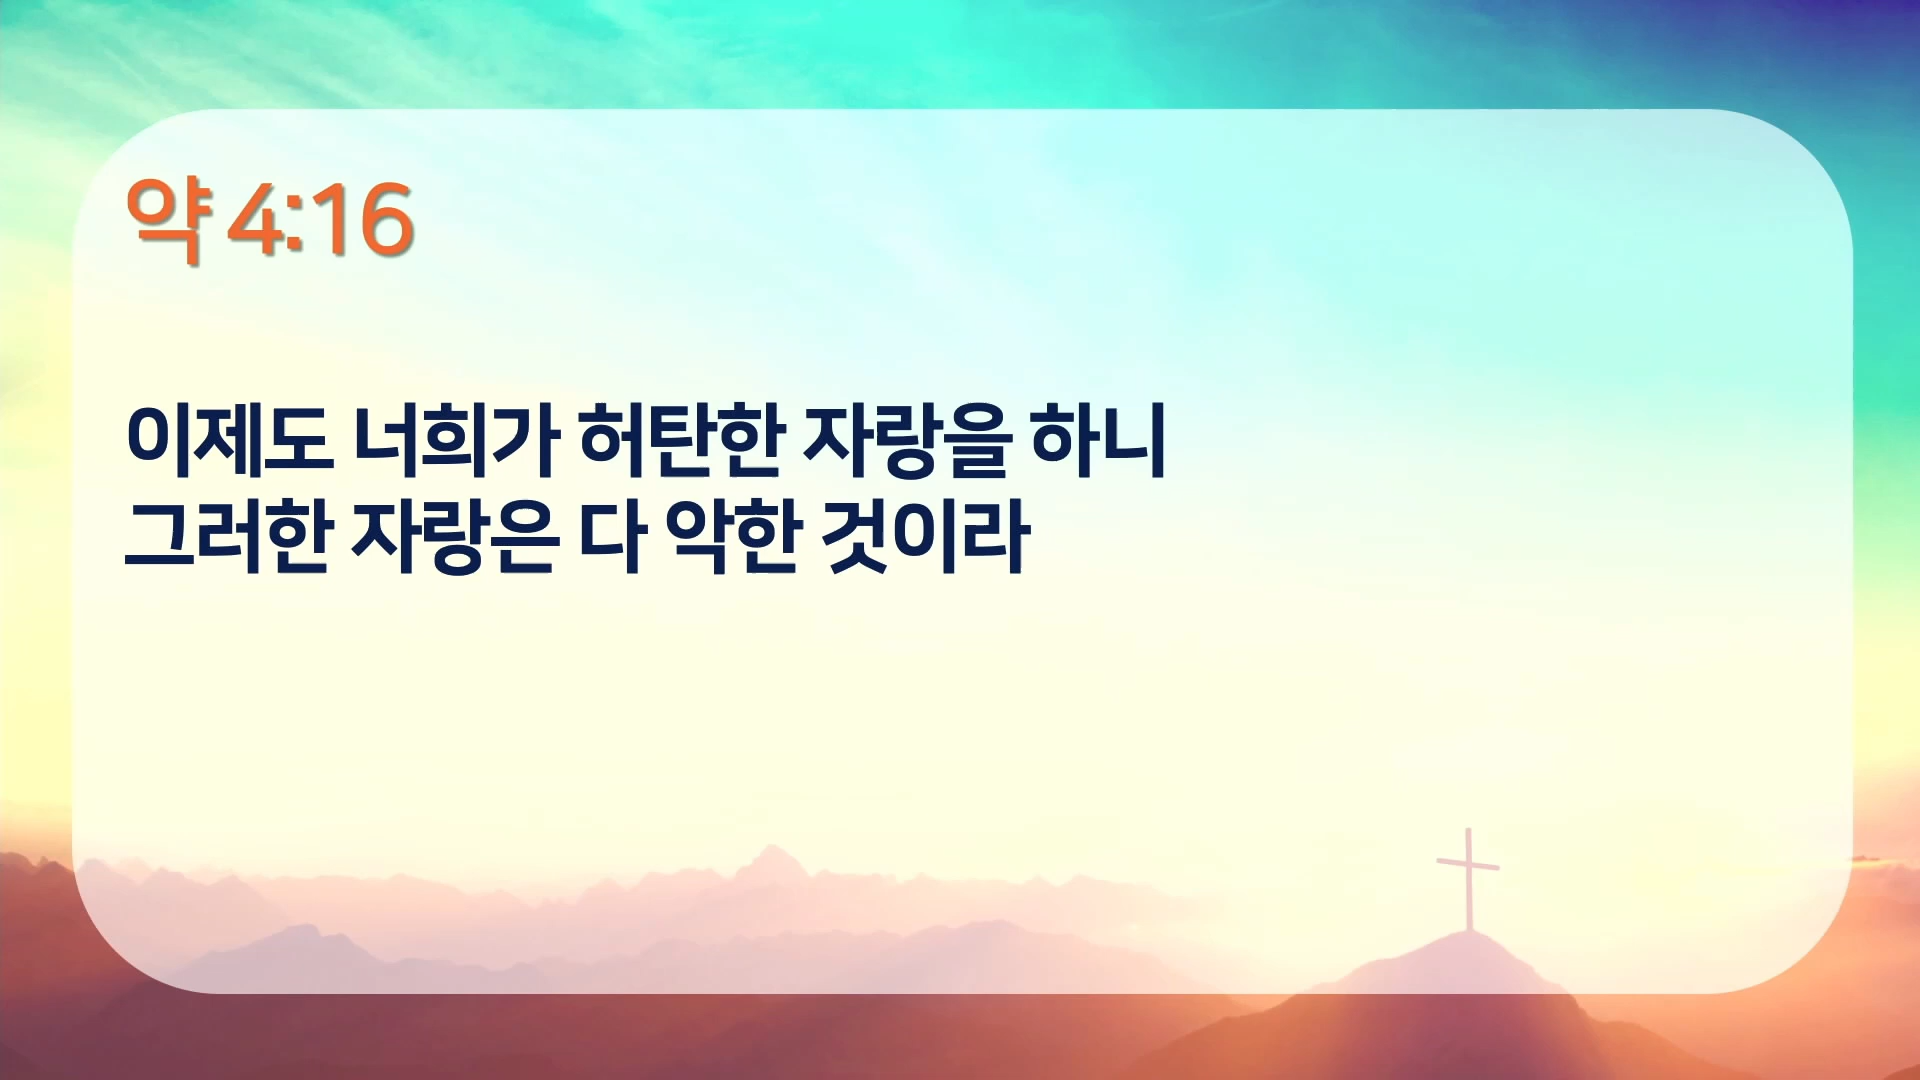 약 4:16
이제도 너희가 허탄한 자랑을 하니
그러한 자랑은 다 악한 것이라